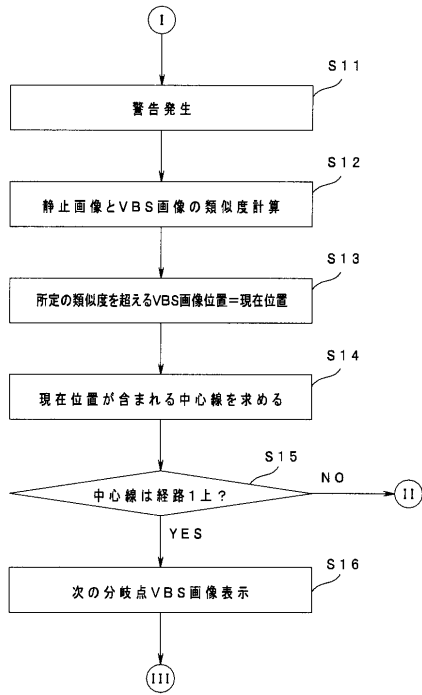 I
S11
警告発生
S12
静止画像とVBS画像の類似度計算
S13
所定の類似度を超えるVBS画像位置＝現在位置
S14
現在位置が含まれる中心線を求める
S15
中心線は経路1上？
NO
II
YES
S16
次の分岐点VBS画像表示
III